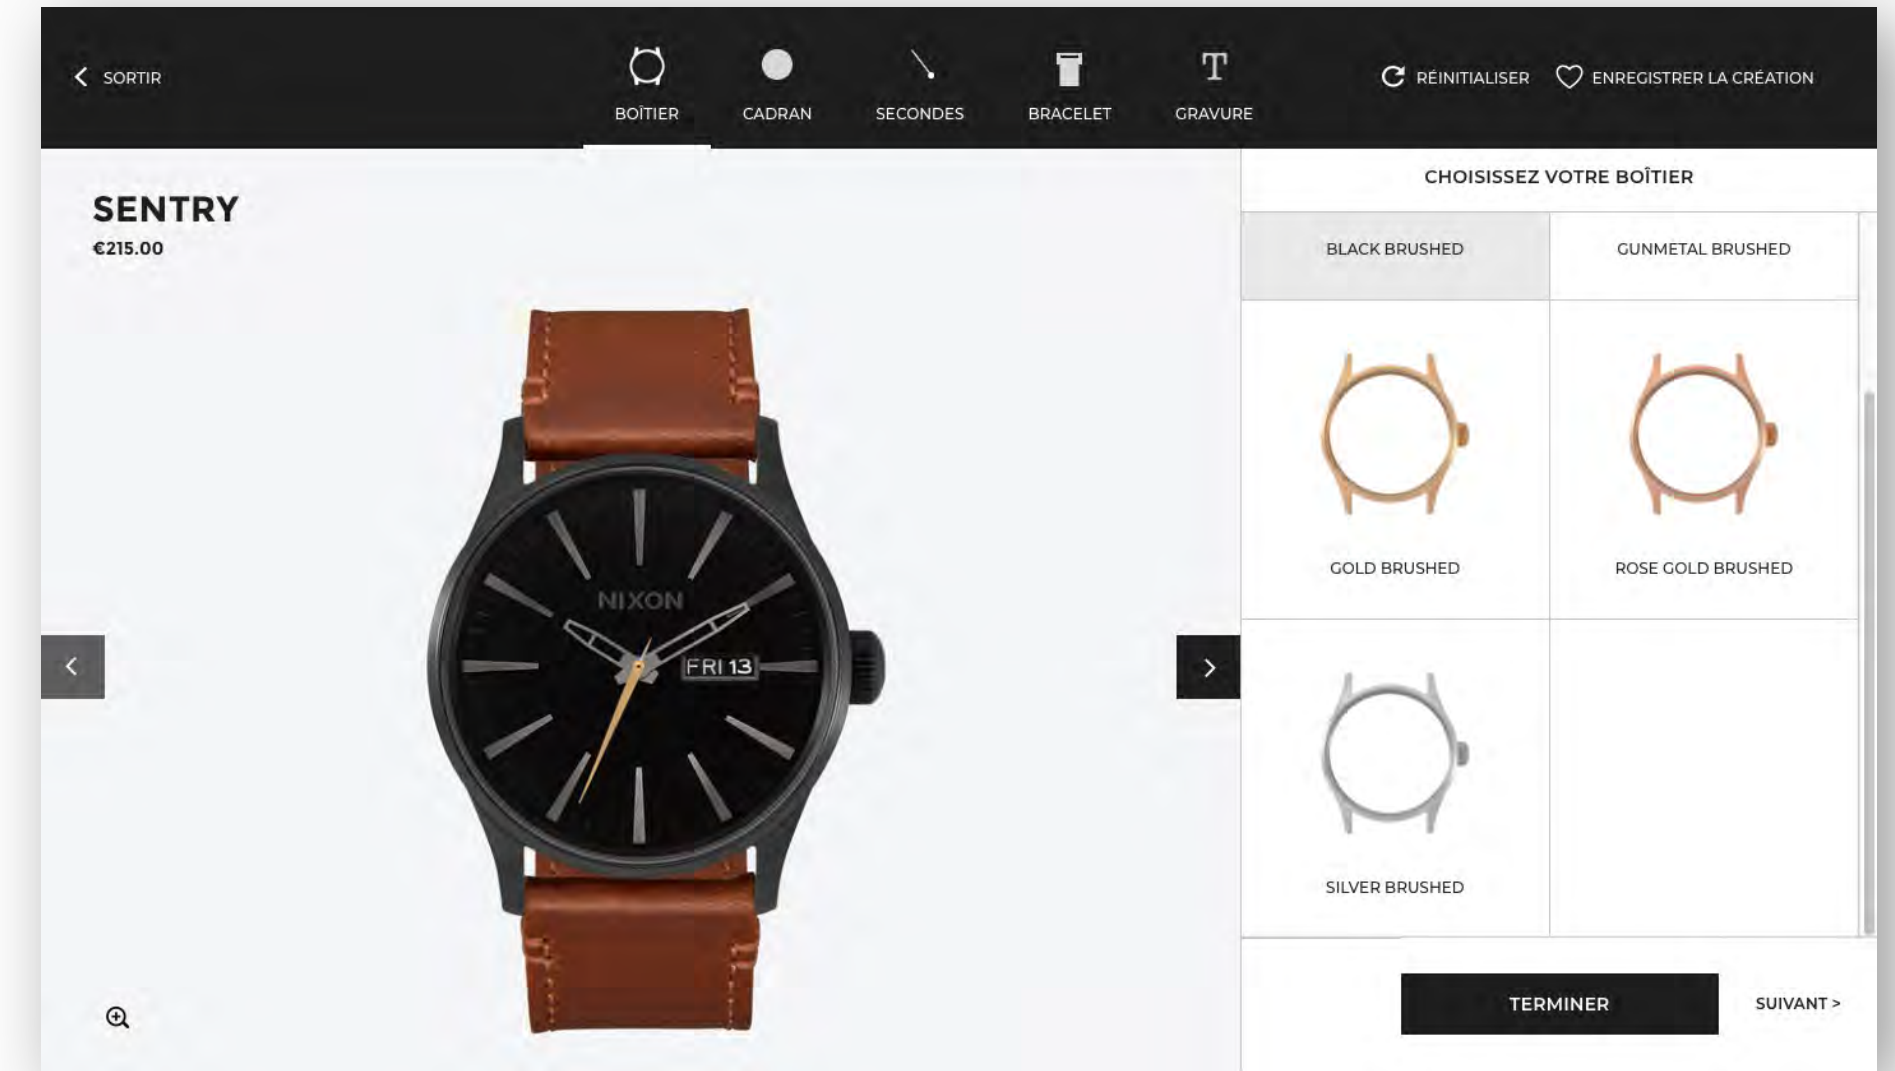 SORTIR
BOÎTIER
CADRAN
SECONDES
BRACELET
GRAVURE
RÉINITIALISER
ENREGISTRER LA CRÉATION
SENTRY
€215.00
NIXON
FRI 13
CHOISISSEZ VOTRE BOÎTIER
BLACK BRUSHED
GUNMETAL BRUSHED
GOLD BRUSHED
ROSE GOLD BRUSHED
SILVER BRUSHED
TERMINER
SUIVANT >